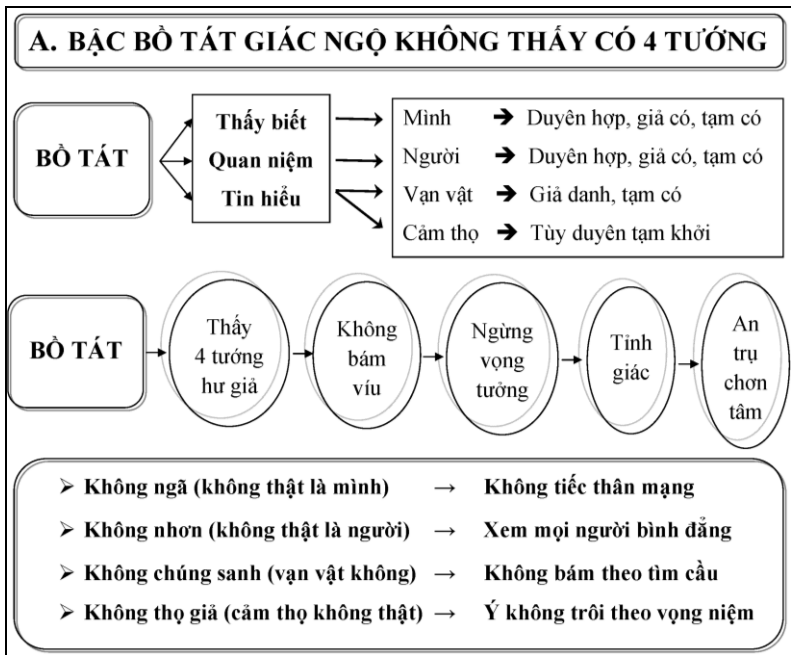 A. BẬC BỒ TÁT GIÁC NGỘ KHÔNG THẤY CÓ 4 TƯỚNG
BỒ TÁT
Thấy biết
Quan niệm
Tin hiểu
Mình ➔ Duyên hợp, giả có, tạm có
Người ➔ Duyên hợp, giả có, tạm có
Vạn vật ➔ Giả danh, tạm có
Cảm thọ ➔ Tùy duyên tạm khởi
BỒ TÁT
Thấy
4 tướng
hư giả
Không
bám
víu
Ngừng
vọng
tưởng
Tỉnh
giác
An
trụ
chơn
tâm
➢ Không ngã (không thật là mình) → Không tiếc thân mạng
➢ Không nhơn (không thật là người) → Xem mọi người bình đẳng
➢ Không chúng sanh (vạn vật không) → Không bám theo tìm cầu
➢ Không thọ giả (cảm thọ không thật) → Ý không trôi theo vọng niệm